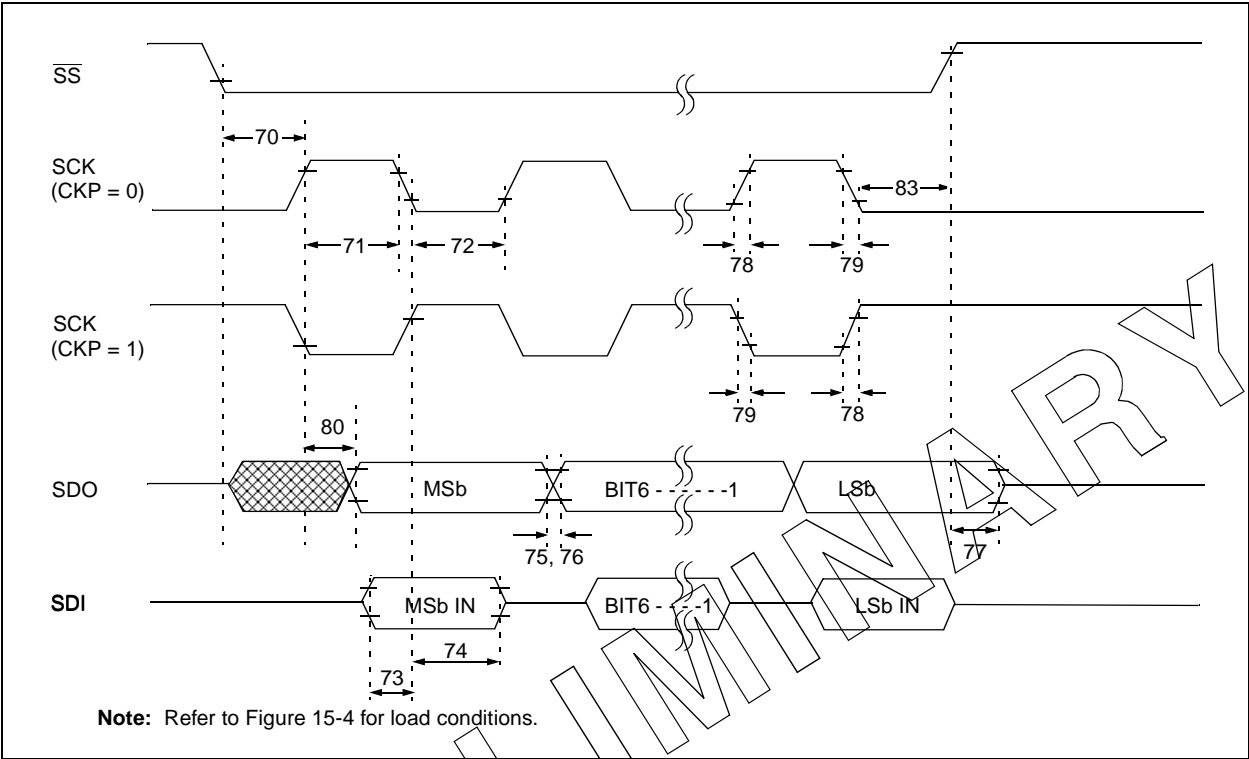 SS
70
SCK
(CKP = 0)
83
71
72
78
79
SCK
(CKP = 1)
79
78
80
SDO
MSb
BIT6 - - - - - -1
LSb
75, 76
77
SDI
MSb IN
BIT6 - - - -1
LSb IN
74
73
Note: Refer to Figure 15-4 for load conditions.
LIMINARY